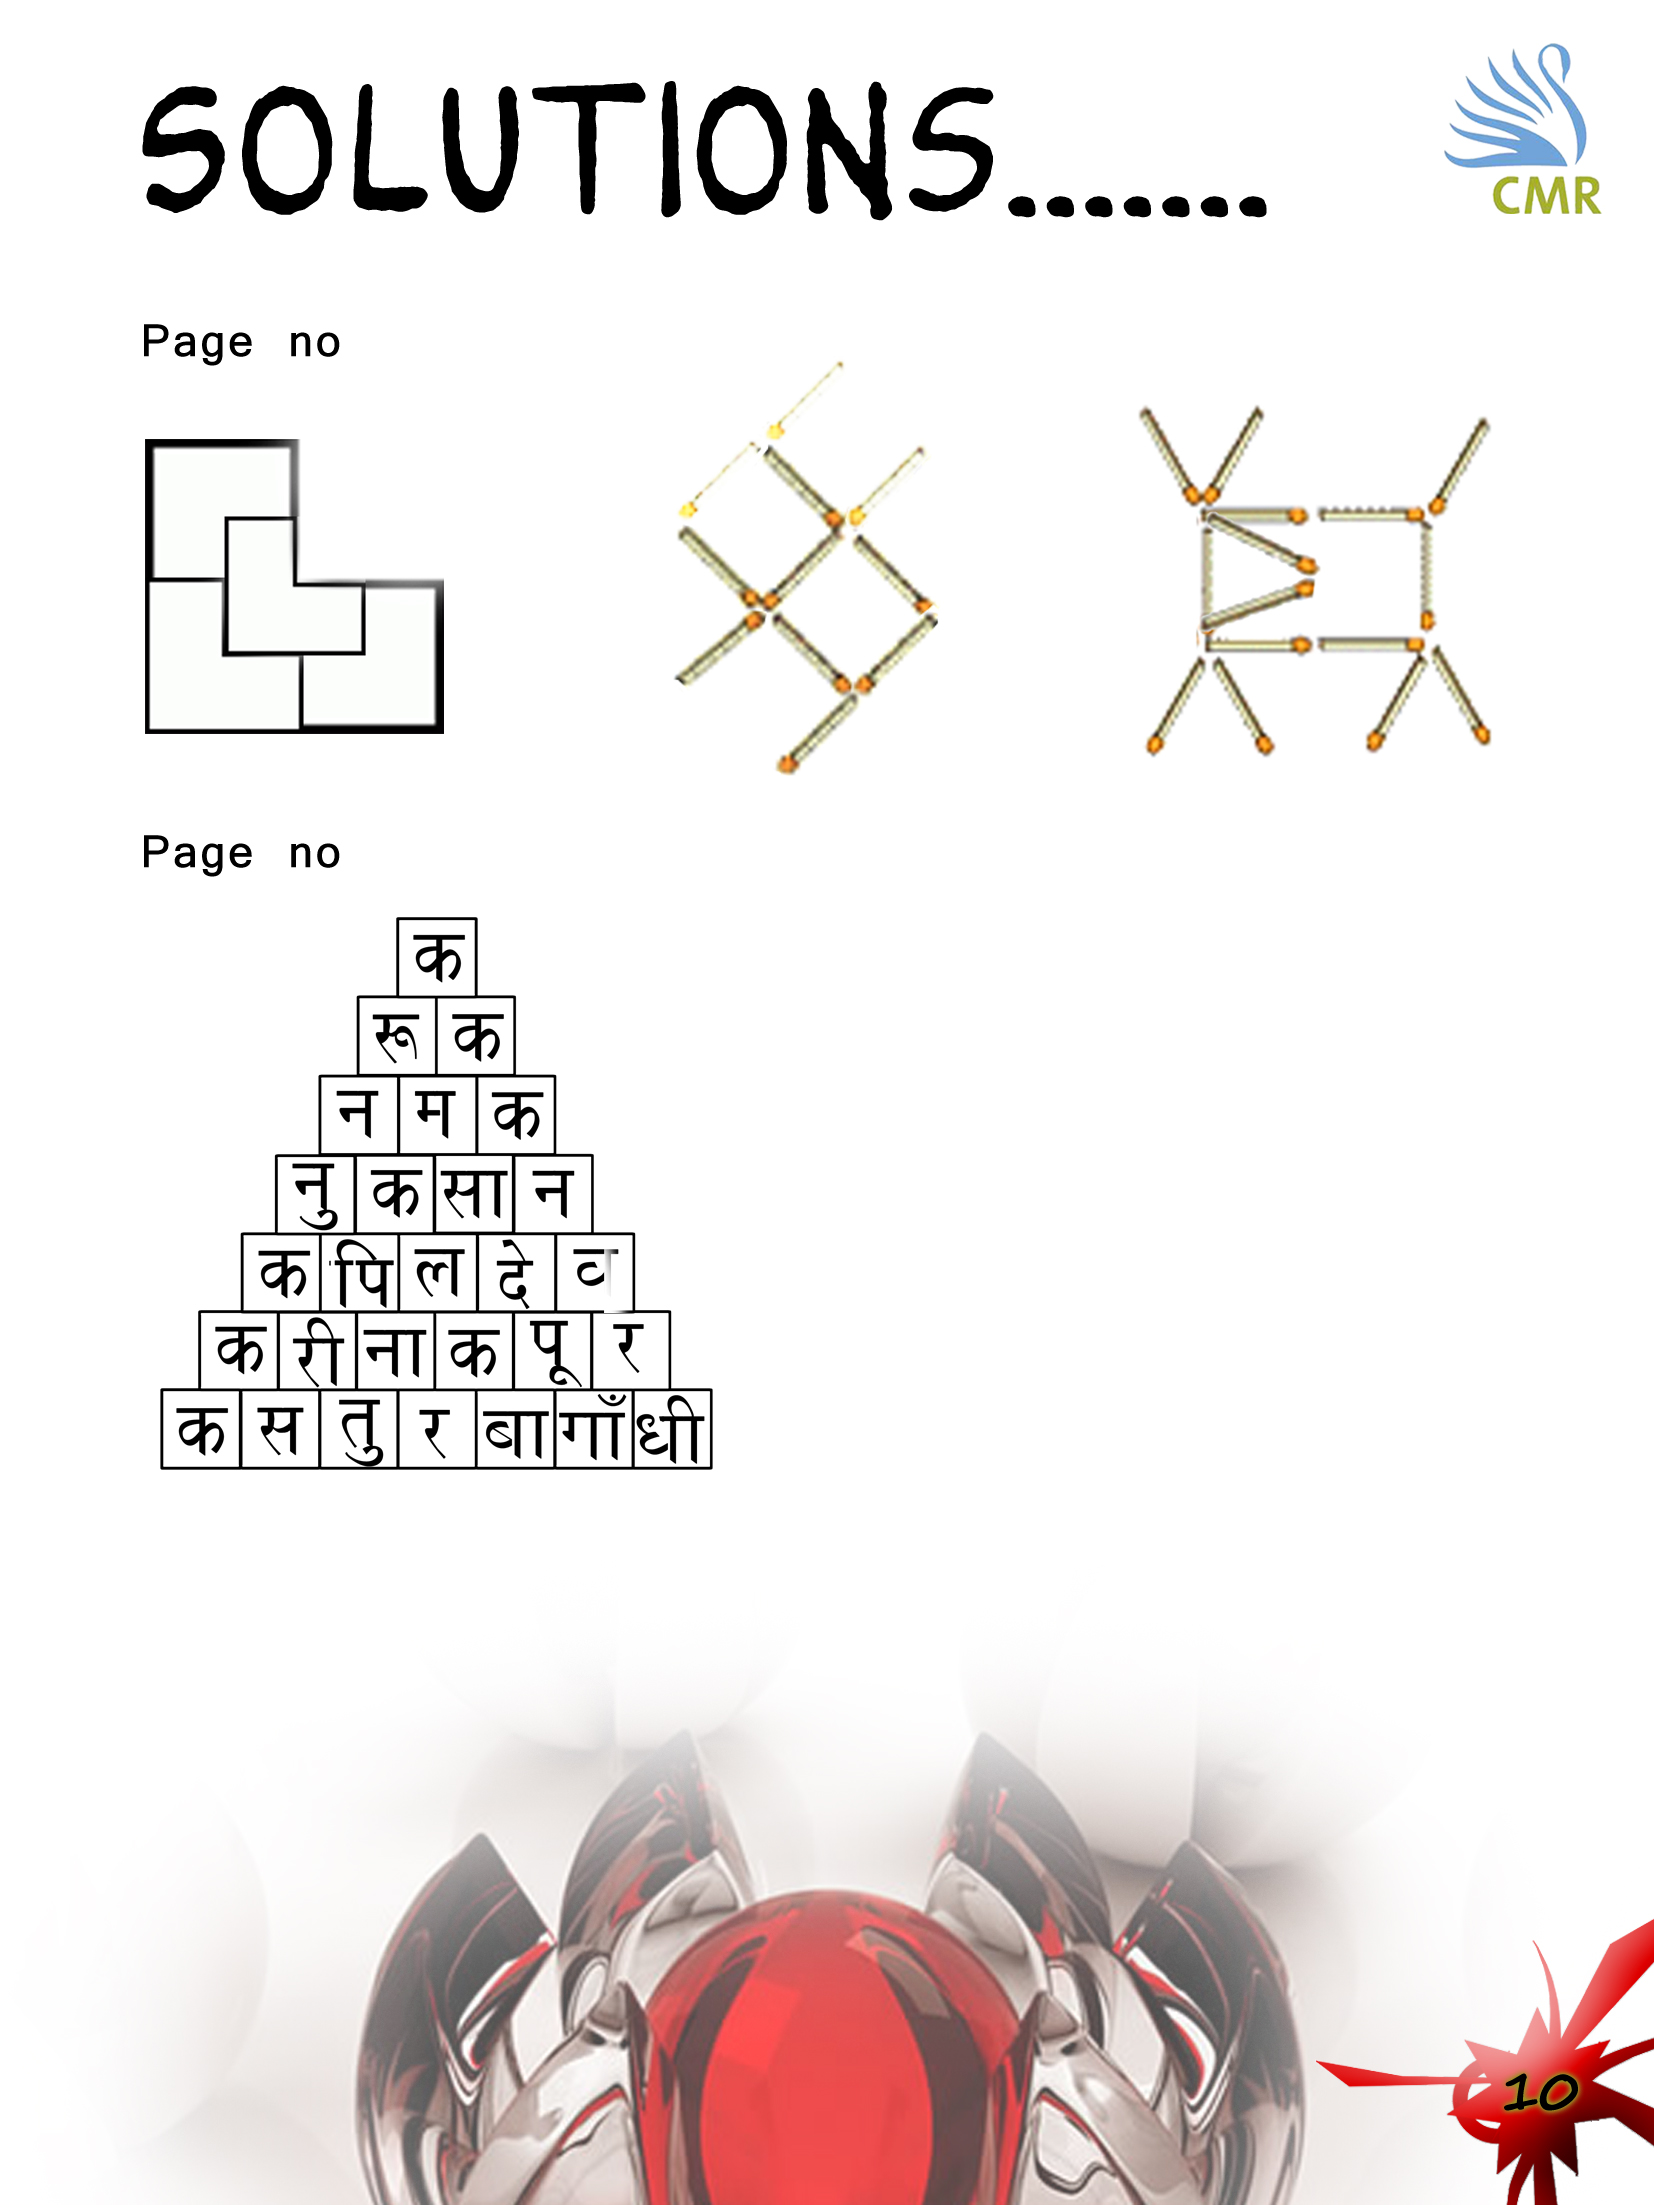 SOLUTIONS.......
CMR
Page no
Page no
क
रू क
न म क
नु क सा न
क पि ल दे व
क री ना क पू र
क स तु र बा गाँ धी
10